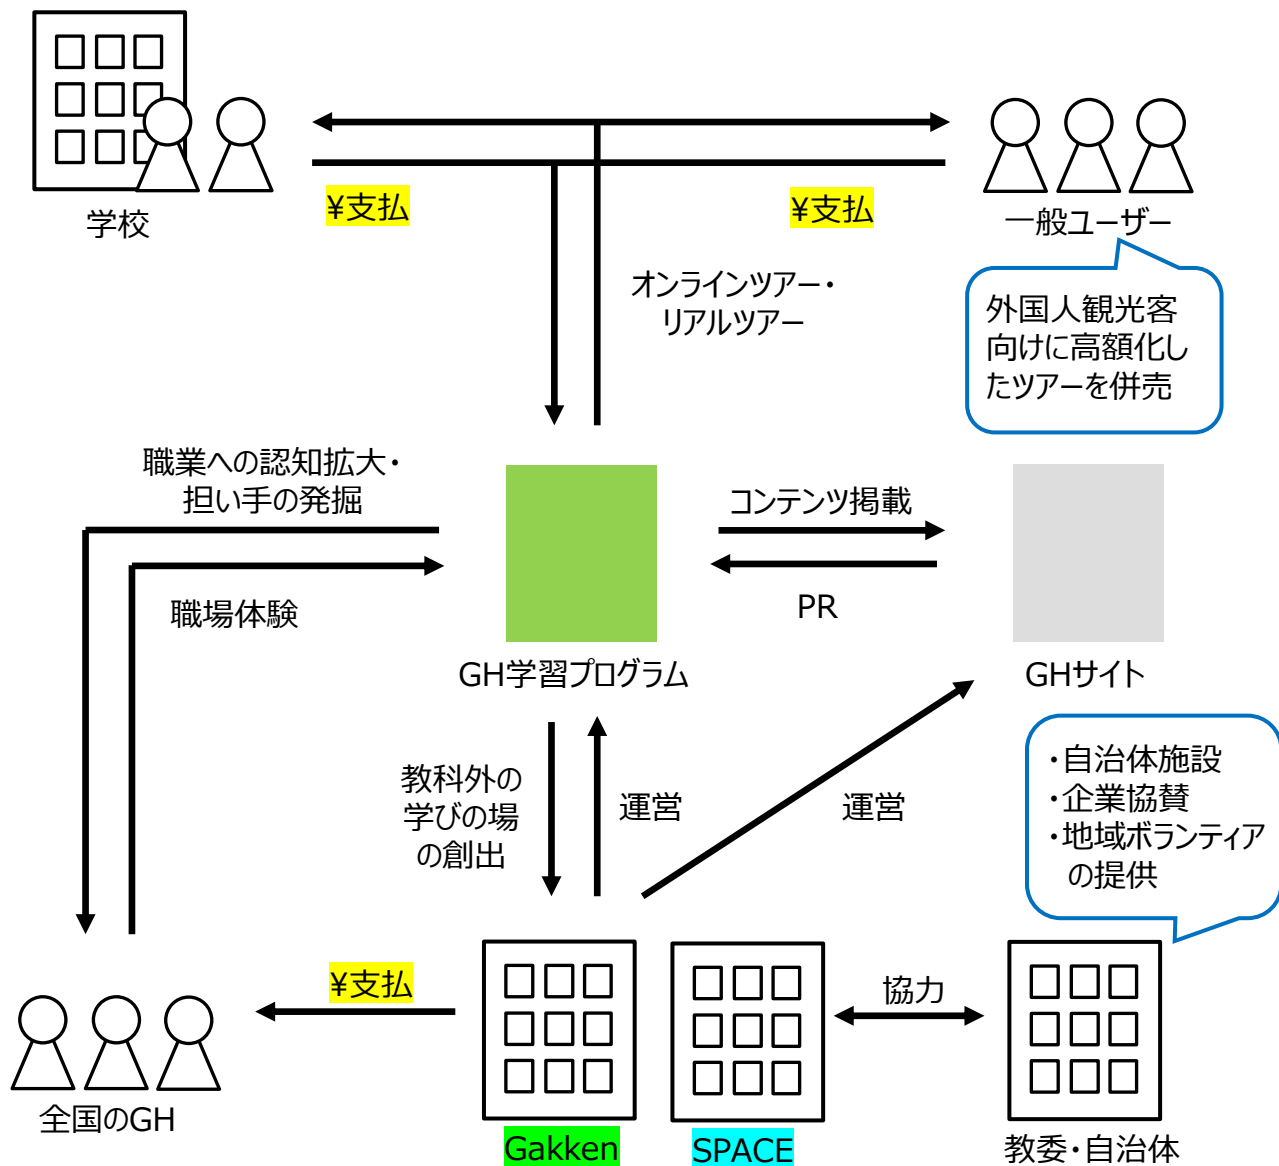 学校
¥支払
¥支払
一般ユーザー
オンラインツアー・
リアルツアー
外国人観光客
向けに高額化し
たツアーを併売
職業への認知拡大・
担い手の発掘
職場体験
コンテンツ掲載
PR
GH学習プログラム
GHサイト
教科外の
学びの場
の創出
運営
運営
・自治体施設
・企業協賛
・地域ボランティア
の提供
¥支払
協力
全国のGH
Gakken
SPACE
教委・自治体